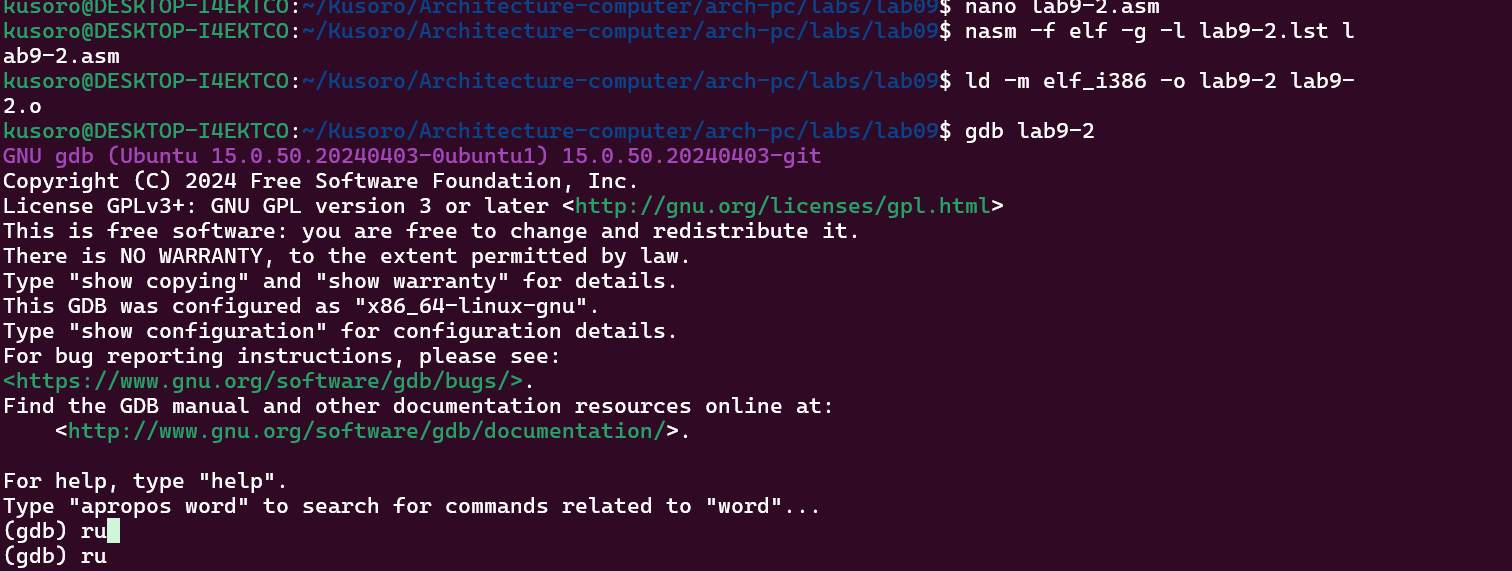 kusoro@DESKTOP-I4EKTCO:~/Kusoro/Architecture-computer/arch-pc/labs/lab09$ nano lab9-2.asm
kusoro@DESKTOP-I4EKTCO:~/Kusoro/Architecture-computer/arch-pc/labs/lab09$ nasm -f elf -g -l lab9-2.lst l
ab9-2.asm
kusoro@DESKTOP-I4EKTCO:~/Kusoro/Architecture-computer/arch-pc/labs/lab09$ ld -m elf_i386 -o lab9-2 lab9-
2.o
kusoro@DESKTOP-I4EKTCO:~/Kusoro/Architecture-computer/arch-pc/labs/lab09$ gdb lab9-2
GNU gdb (Ubuntu 15.0.50.20240403-0ubuntu1) 15.0.50.20240403-git
Copyright (C) 2024 Free Software Foundation, Inc.
License GPLv3+: GNU GPL version 3 or later <http://gnu.org/licenses/gpl.html>
This is free software: you are free to change and redistribute it.
There is NO WARRANTY, to the extent permitted by law.
Type "show copying" and "show warranty" for details.
This GDB was configured as "x86_64-linux-gnu".
Type "show configuration" for configuration details.
For bug reporting instructions, please see:
<https://www.gnu.org/software/gdb/bugs/>.
Find the GDB manual and other documentation resources online at:
    <http://www.gnu.org/software/gdb/documentation/>.

For help, type "help".
Type "apropos word" to search for commands related to "word"...
(gdb) ru
(gdb) ru